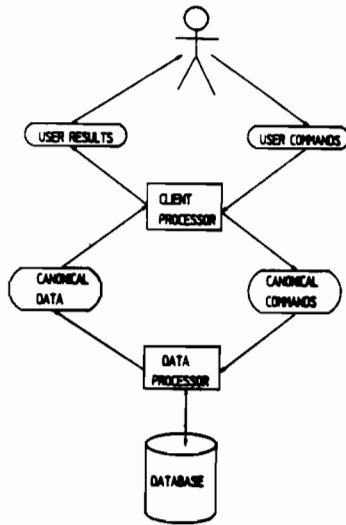 USER RESULTS
USER COMMANDS
CLIENT
PROCESSOR
CANONICAL
DATA
CANONICAL
COMMANDS
DATA
PROCESSOR
DATABASE